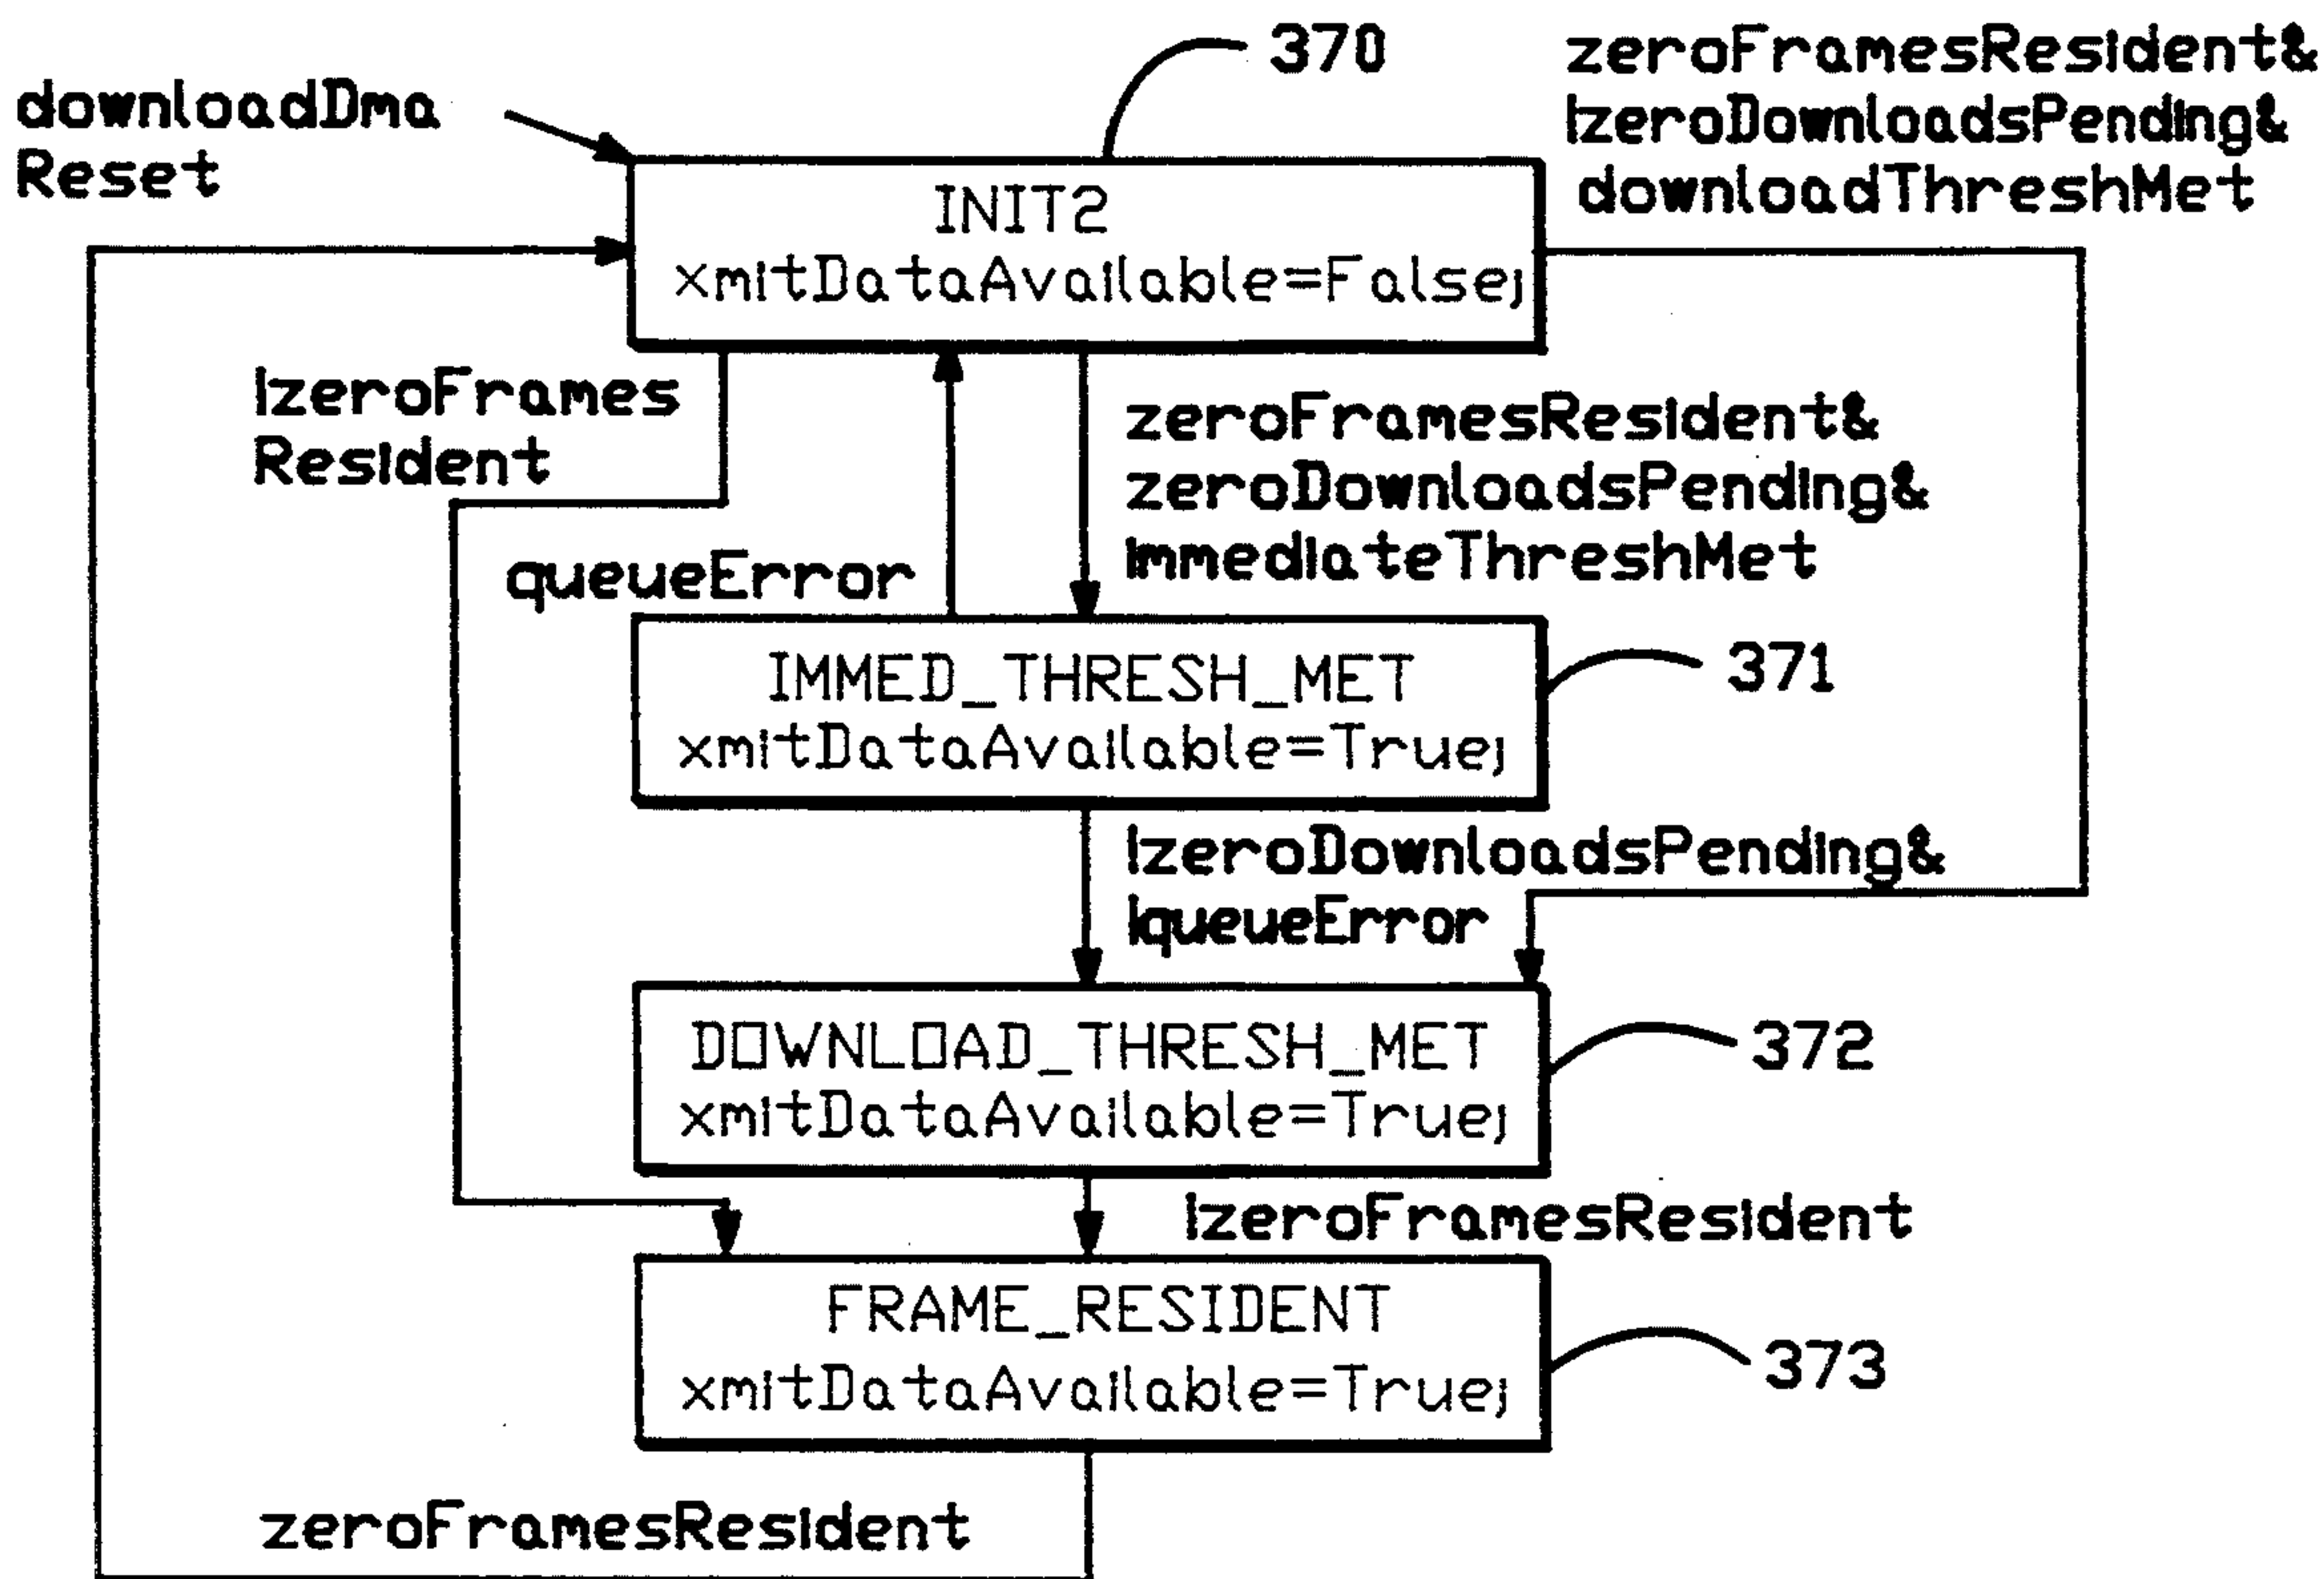 370
zeroFramesResident&
!zeroDownloadsPending&
downloadThreshMet
downloadDma
Reset
INIT2
xmitDataAvailable=False;
!zeroFrames
Resident
zeroFramesResident&
zeroDownloadsPending&
immediateThreshMet
queueError
IMMED_THRESH_MET
xmitDataAvailable=True;
371
!zeroDownloadsPending&
!queueError
DOWNLOAD_THRESH_MET
xmitDataAvailable=True;
372
!zeroFramesResident
FRAME_RESIDENT
xmitDataAvailable=True;
373
zeroFramesResident